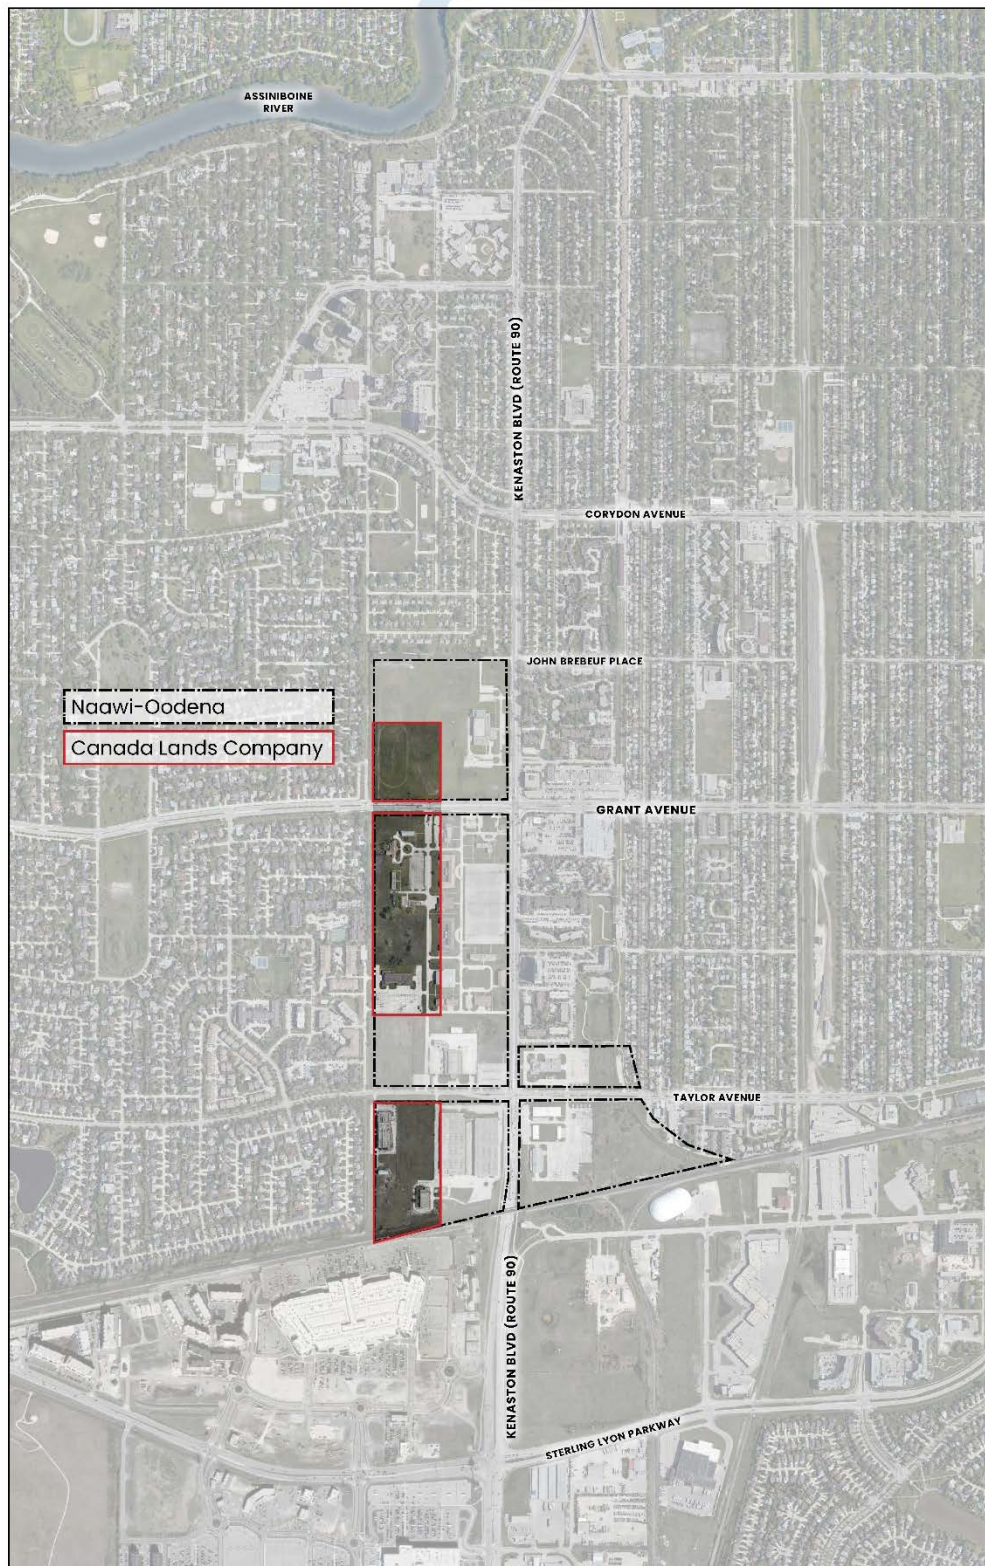 ASSINIBOINE
RIVER
KENASTON BLVD (ROUTE 90)
CORYDON AVENUE
JOHN BREBEUF PLACE
Naawi-Oodena
Canada Lands Company
GRANT AVENUE
TAYLOR AVENUE
KENASTON BLVD (ROUTE 90)
STERLING LYON PARKWAY